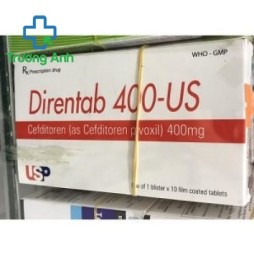 Trường Anh
Rx Prescription drug
WHO - GMP
Direntab 400-US
Cefditoren (as Cefditoren pivoxil) 400mg
USP
of 1 blister x 10 film coated tablets